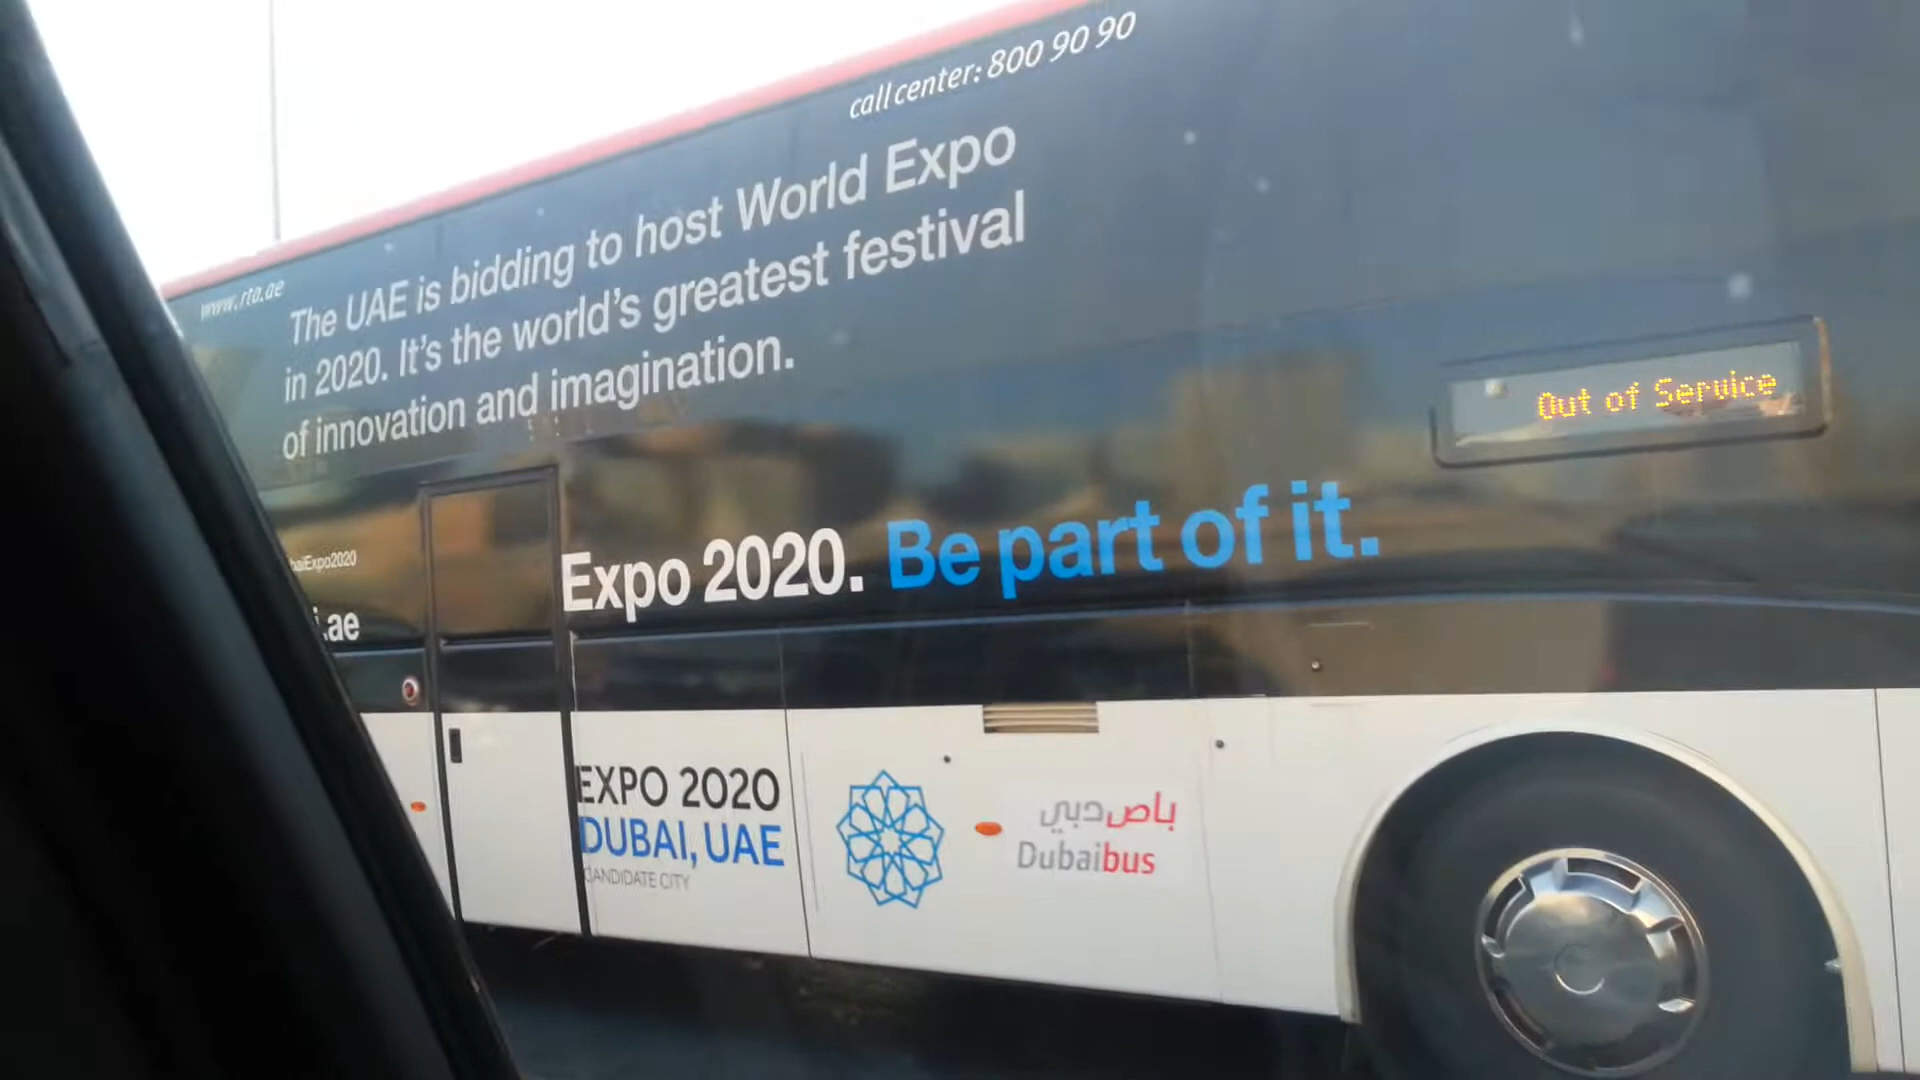 call center: 800 90 90
www.rta.ae
The UAE is bidding to host World Expo
in 2020. It's the world's greatest festival
of innovation and imagination.
Out of Service
Expo 2020. Be part of it.
baiExpo2020
.ae
EXPO 2020
DUBAI, UAE
CANDIDATE CITY
باص دبي
Dubaibus